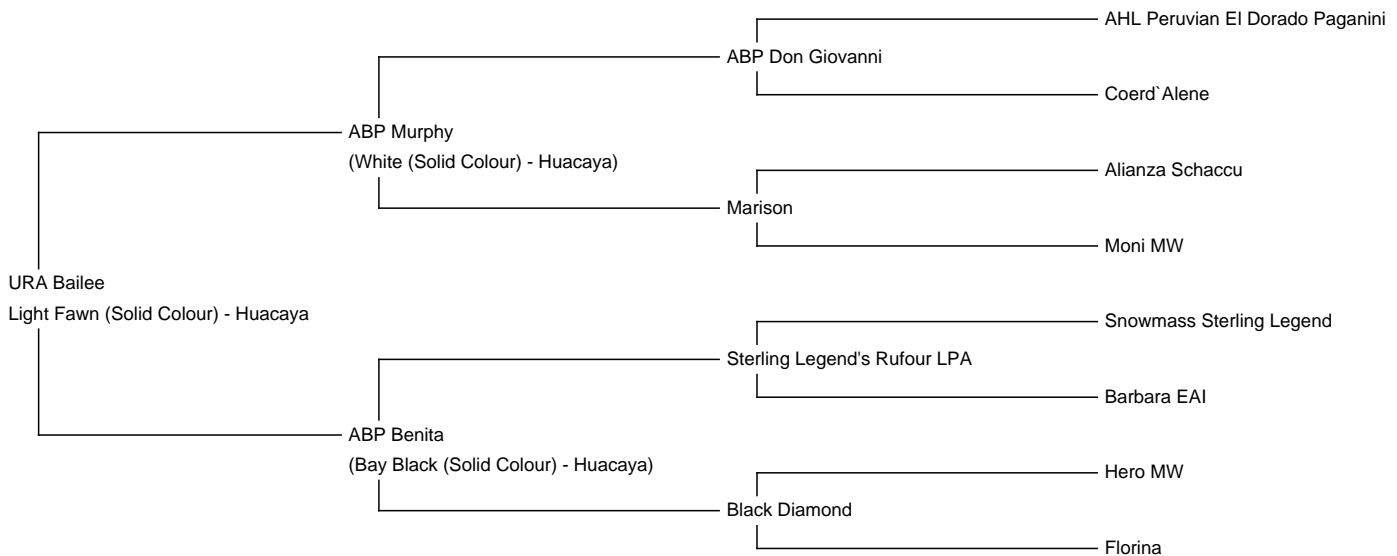 AHL Peruvian El Dorado Paganini
ABP Don Giovanni
Coerd`Alene
ABP Murphy
(White (Solid Colour) - Huacaya)
Alianza Schaccu
Marison
Moni MW
URA Bailee
Light Fawn (Solid Colour) - Huacaya
Snowmass Sterling Legend
Sterling Legend's Rufour LPA
Barbara EAI
ABP Benita
(Bay Black (Solid Colour) - Huacaya)
Hero MW
Black Diamond
Florina